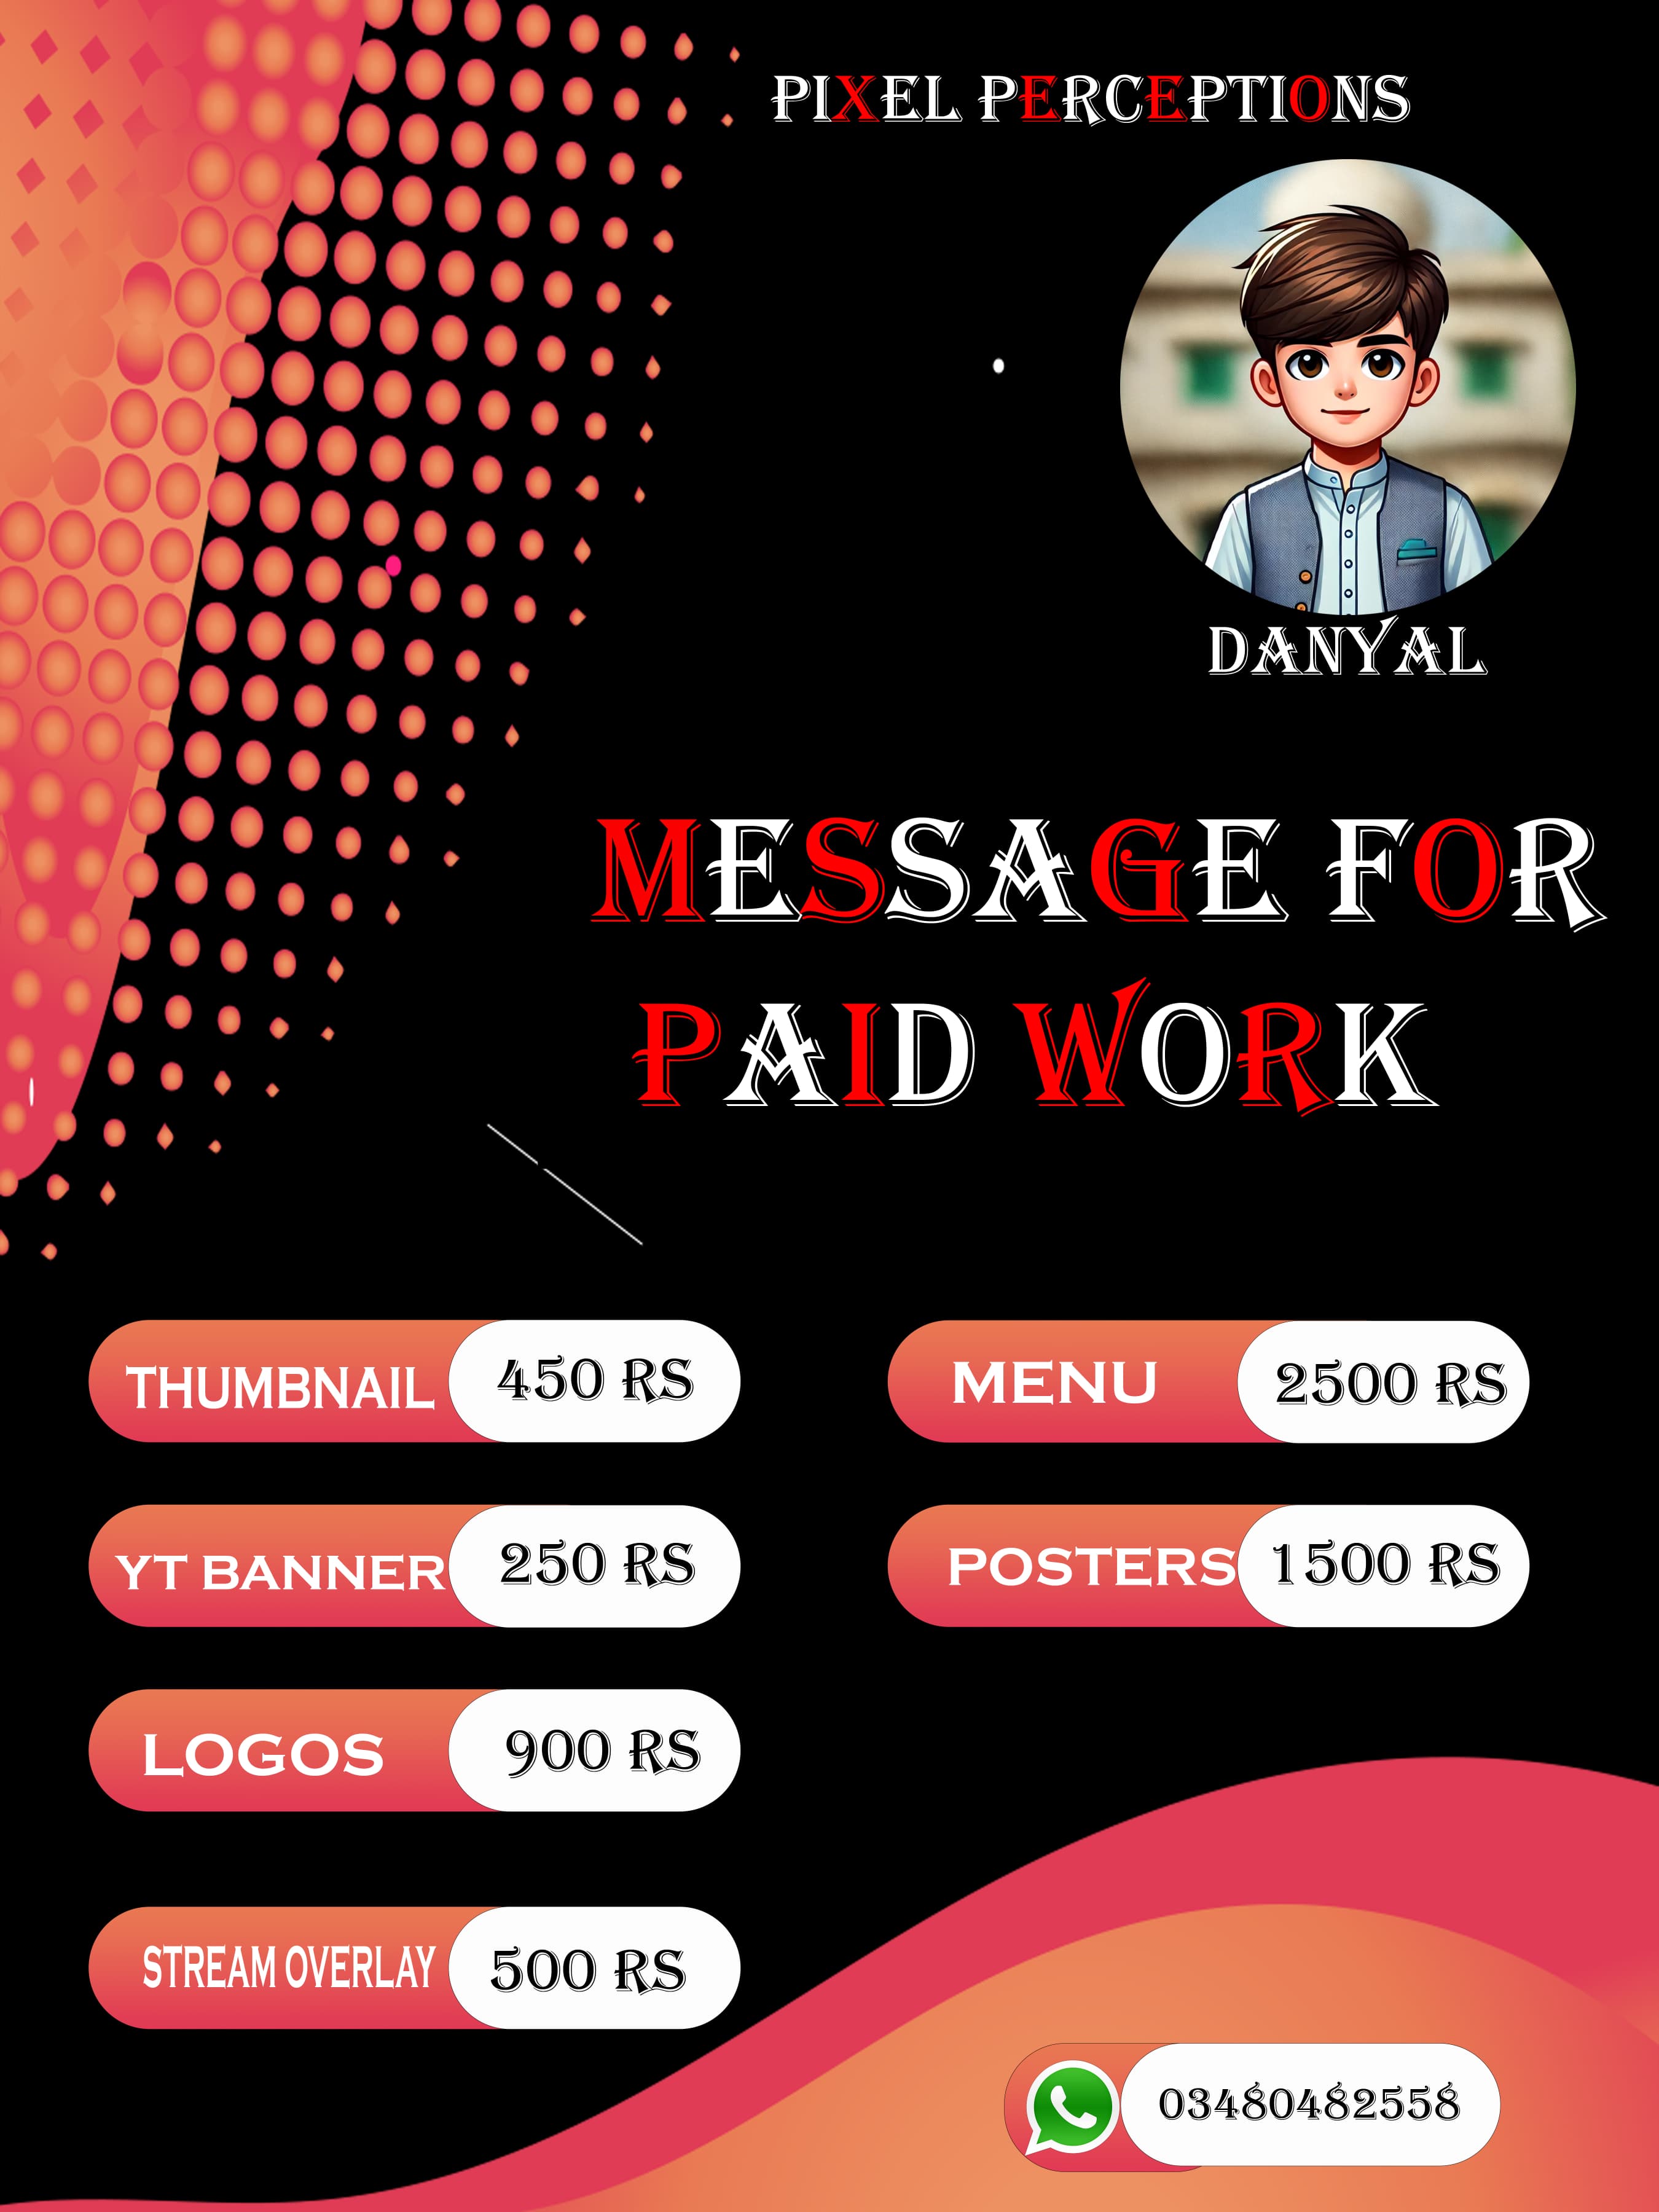 PIXEL PERCEPTIONS
DANYAL
MESSAGE FOR
PAID WORK
THUMBNAIL 450 RS
MENU 2500 RS
YT BANNER 250 RS
POSTERS 1500 RS
LOGOS 900 RS
STREAM OVERLAY 500 RS
03480482558